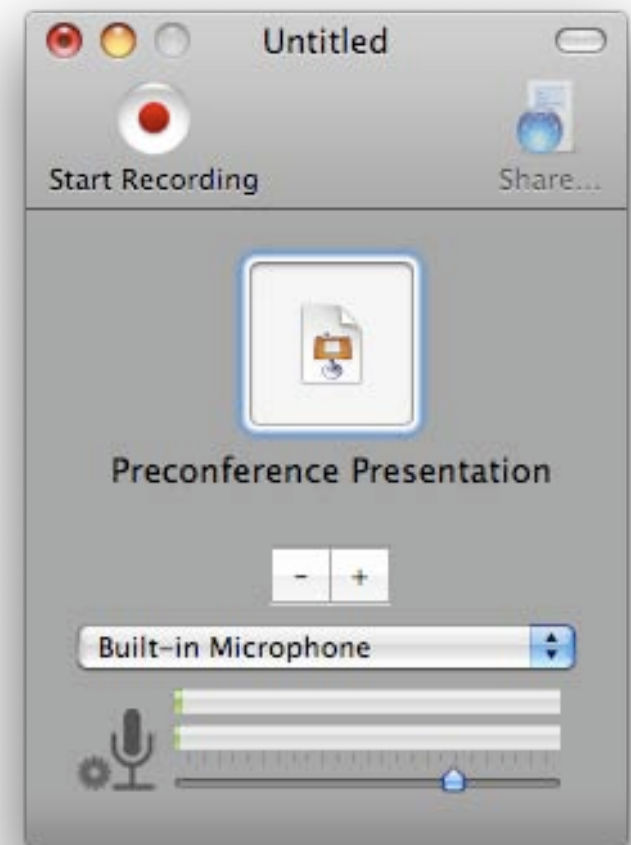 Untitled
Start Recording
Share...
Preconference Presentation
- +
Built-in Microphone